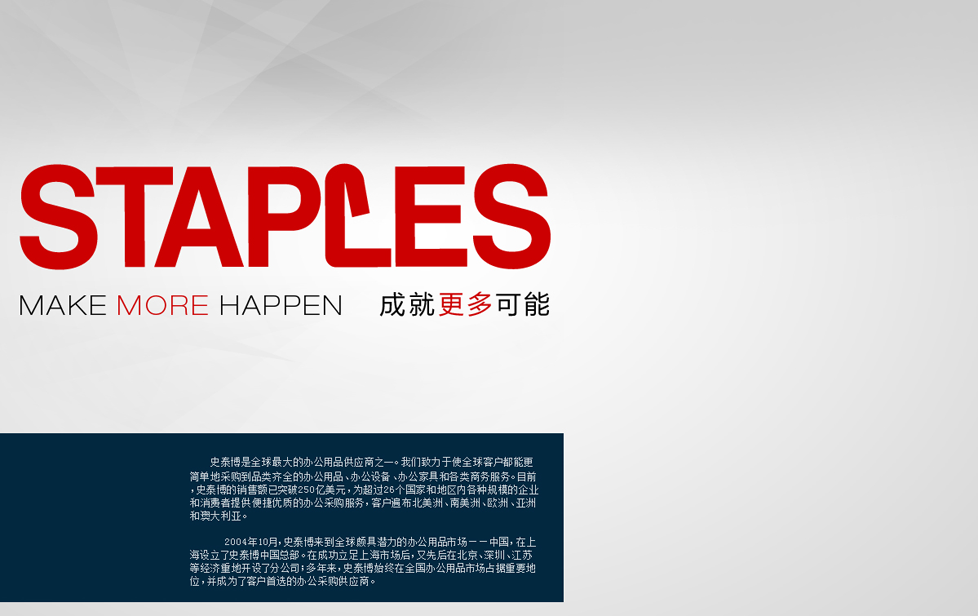 STAPLES
MAKE MORE HAPPEN 成就更多可能
史泰博是全球最大的办公用品供应商之一。我们致力于使全球客户都能更
简单地采购到品类齐全的办公用品、办公设备、办公家具和各类商务服务。目前
，史泰博的销售额已突破250亿美元，为超过26个国家和地区内各种规模的企业
和消费者提供便捷优质的办公采购服务，客户遍布北美洲、南美洲、欧洲、亚洲
和澳大利亚。
2004年10月，史泰博来到全球颇具潜力的办公用品市场－－中国，在上
海设立了史泰博中国总部。在成功立足上海市场后，又先后在北京、深圳、江苏
等经济重地开设了分公司；多年来，史泰博始终在全国办公用品市场占据重要地
位，并成为了客户首选的办公采购供应商。